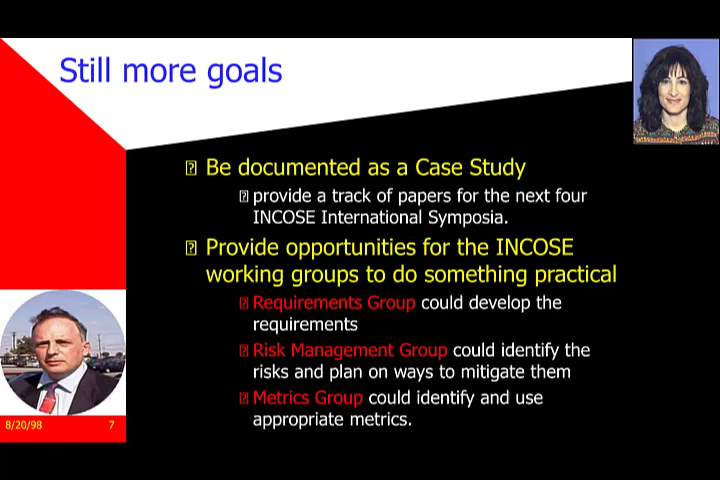 Still more goals
Be documented as a Case Study
provide a track of papers for the next four
INCOSE International Symposia.
Provide opportunities for the INCOSE
working groups to do something practical
Requirements Group could develop the
requirements
Risk Management Group could identify the
risks and plan on ways to mitigate them
Metrics Group could identify and use
appropriate metrics.
8/20/98 7